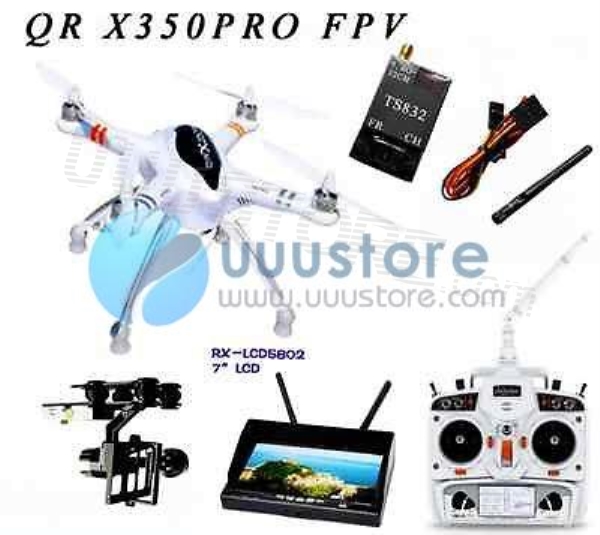 QR X350PRO FPV
TS832
FR CH
uuustore
www.uuustore.com
RX-LCD5802
7" LCD